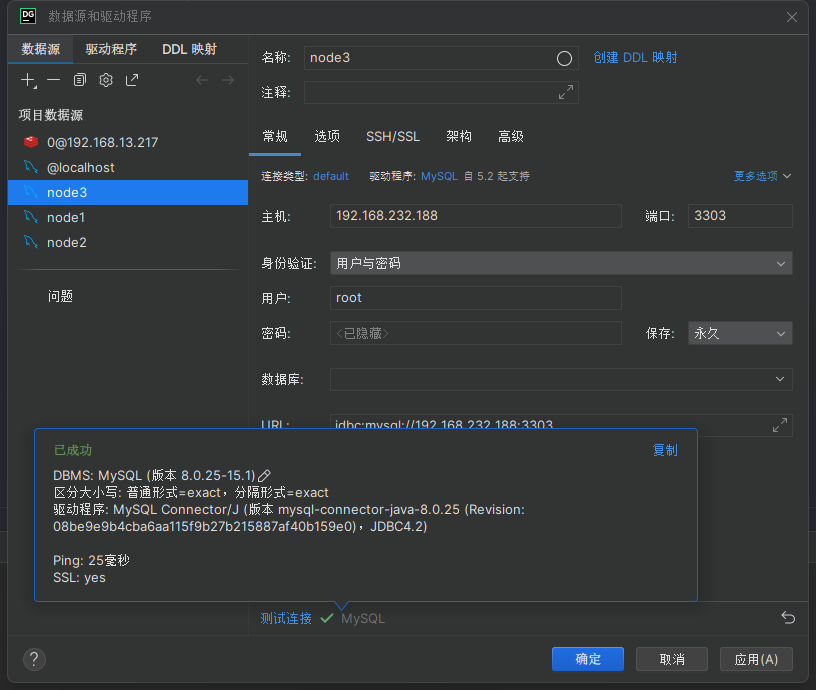 DG 数据源和驱动程序
数据源 驱动程序 DDL 映射
项目数据源
0@192.168.13.217
@localhost
node3
node1
node2
问题
名称: node3 创建 DDL 映射
注释:
常规 选项 SSH/SSL 架构 高级
连接类型: default 驱动程序: MySQL 自 5.2 起支持 更多选项
主机: 192.168.232.188 端口: 3303
身份验证: 用户与密码
用户: root
密码: <已隐藏> 保存: 永久
数据库:
URL: jdbc:mysql://192.168.232.188:3303
已成功 复制
DBMS: MySQL (版本 8.0.25-15.1)
区分大小写: 普通形式=exact，分隔形式=exact
驱动程序: MySQL Connector/J (版本 mysql-connector-java-8.0.25 (Revision:
08be9e9b4cba6aa115f9b27b215887af40b159e0)，JDBC4.2)
Ping: 25毫秒
SSL: yes
测试连接 MySQL
? 确定 取消 应用(A)